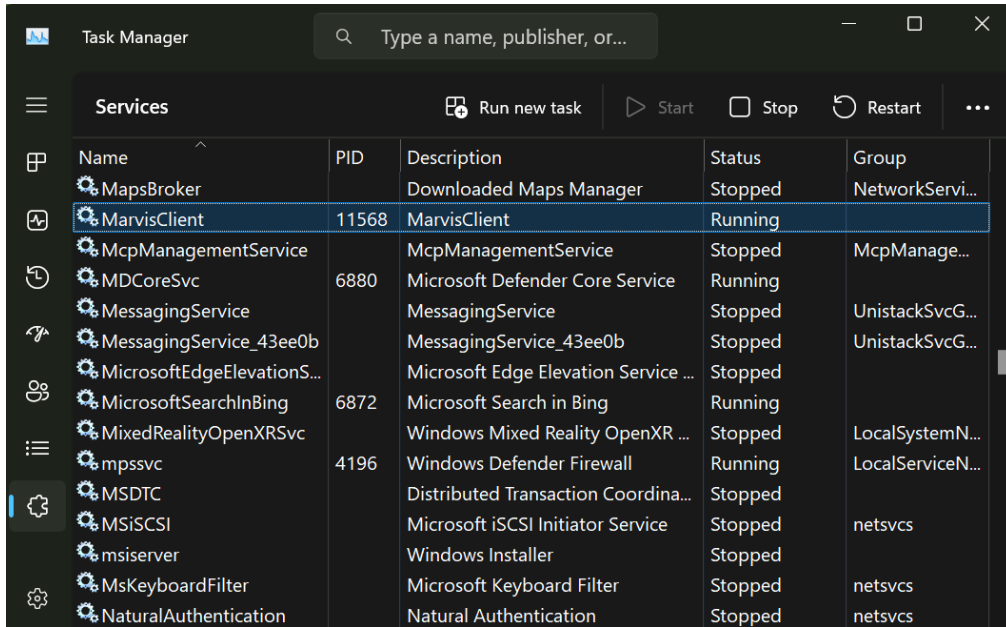 Task Manager
Type a name, publisher, or...
Services Run new task Start Stop Restart
Name PID Description Status Group
MapsBroker Downloaded Maps Manager Stopped NetworkServi...
MarvisClient 11568 MarvisClient Running
McpManagementService McpManagementService Stopped McpManage...
MDCoreSvc 6880 Microsoft Defender Core Service Running
MessagingService MessagingService Stopped UnistackSvcG...
MessagingService_43ee0b MessagingService_43ee0b Stopped UnistackSvcG...
MicrosoftEdgeElevationS... Microsoft Edge Elevation Service ... Stopped
MicrosoftSearchInBing 6872 Microsoft Search in Bing Running
MixedRealityOpenXRSvc Windows Mixed Reality OpenXR ... Stopped LocalSystemN...
mpssvc 4196 Windows Defender Firewall Running LocalServiceN...
MSDTC Distributed Transaction Coordina... Stopped
MSiSCSI Microsoft iSCSI Initiator Service Stopped netsvcs
msiserver Windows Installer Stopped
MsKeyboardFilter Microsoft Keyboard Filter Stopped netsvcs
NaturalAuthentication Natural Authentication Stopped netsvcs